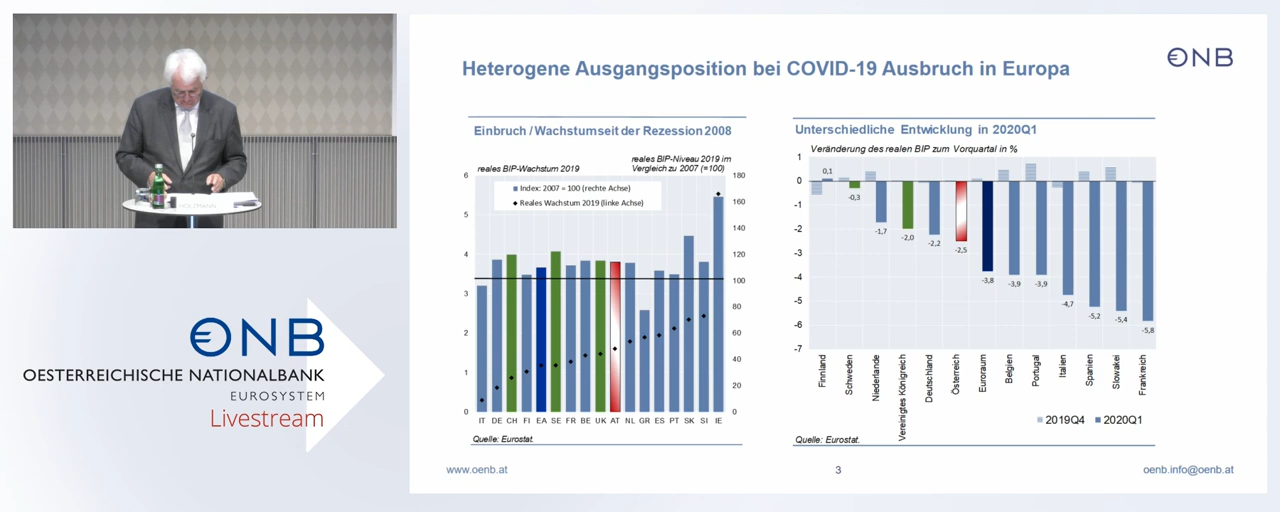 HOLZMANN
ONB
OESTERREICHISCHE NATIONALBANK
EUROSYSTEM
Livestream
ONB
Heterogene Ausgangsposition bei COVID-19 Ausbruch in Europa
Einbruch / Wachstumseit der Rezession 2008
reales BIP-Wachstum 2019
reales BIP-Niveau 2019 im
Vergleich zu 2007 (=100)
Index: 2007 = 100 (rechte Achse)
Reales Wachstum 2019 (linke Achse)
6
5
4
3
2
1
0
180
160
140
120
100
80
60
40
20
0
IT DE CH FI EA SE FR BE UK AT NL GR ES PT SK SI IE
Quelle: Eurostat.
Unterschiedliche Entwicklung in 2020Q1
Veränderung des realen BIP zum Vorquartal in %
1
0
-1
-2
-3
-4
-5
-6
-7
0,1
-0,3
-1,7
-2,0
-2,2
-2,5
-3,8
-3,9
-3,9
-4,7
-5,2
-5,4
-5,8
Finnland
Schweden
Niederlande
Vereinigtes Königreich
Deutschland
Österreich
Euroraum
Belgien
Portugal
Italien
Spanien
Slowakei
Frankreich
2019Q4 2020Q1
Quelle: Eurostat.
www.oenb.at
3
oenb.info@oenb.at